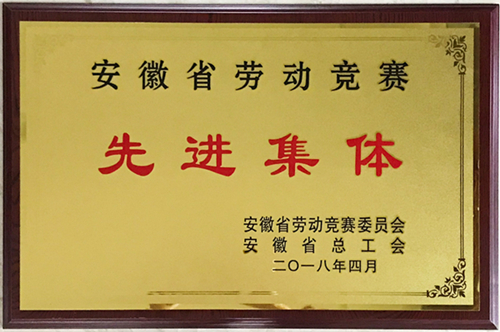 安徽省劳动竞赛
先进集体
安徽省劳动竞赛委员会
安徽省总工会
二〇一八年四月